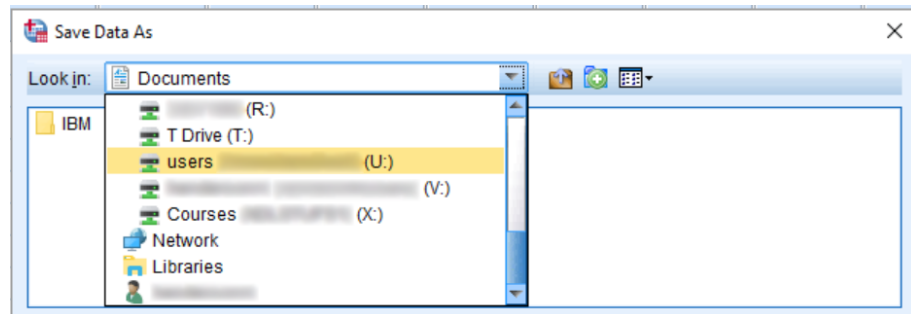 Save Data As
Look in: Documents
IBM
(R:)
T Drive (T:)
users (U:)
(V:)
Courses (X:)
Network
Libraries